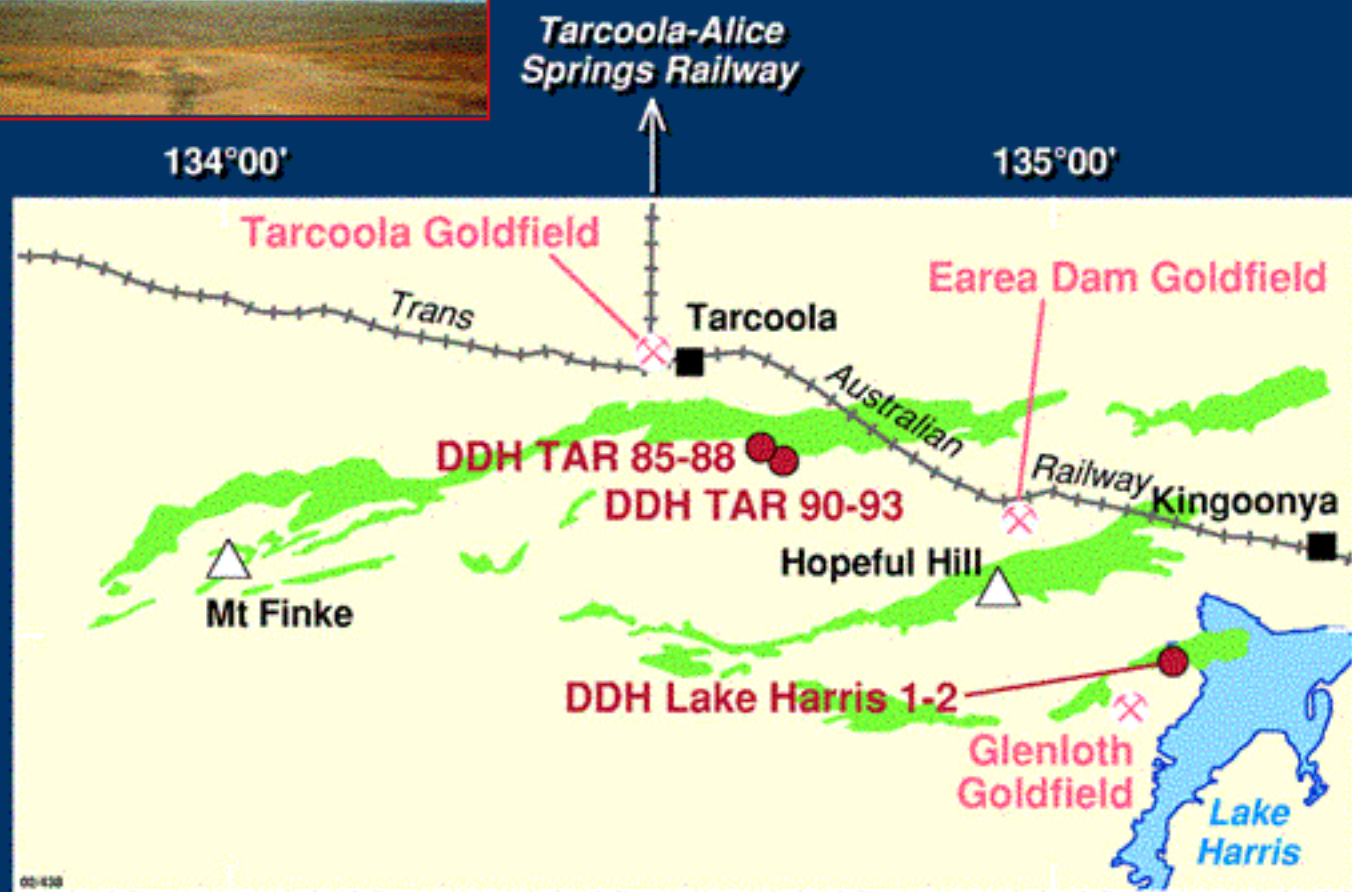 Tarcoola-Alice
Springs Railway
134°00'
135°00'
Tarcoola Goldfield
Earea Dam Goldfield
Trans
Tarcoola
Australian
DDH TAR 85-88
Railway
Kingoonya
DDH TAR 90-93
Hopeful Hill
Mt Finke
DDH Lake Harris 1-2
Glenloth
Goldfield
Lake
Harris